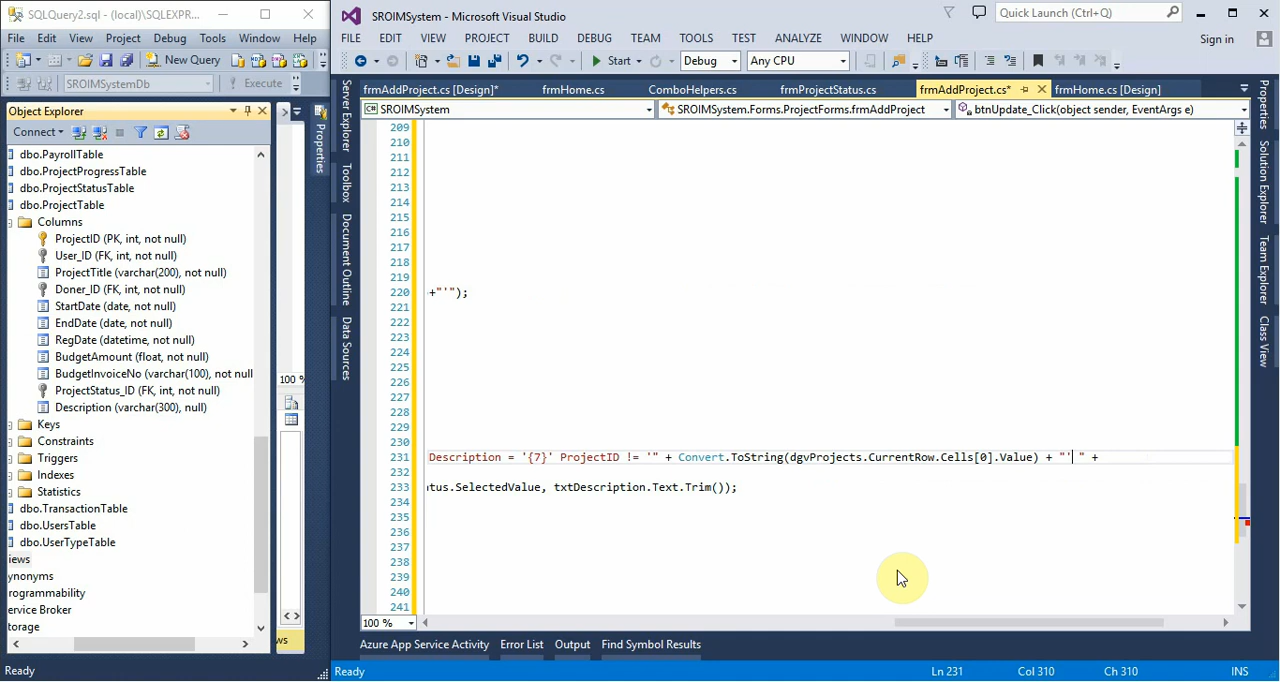 SQLQuery2.sql - (local)\SQLEXPR...
File Edit View Project Debug Tools Window Help
New Query
SROIMSystemDb Execute
Object Explorer
Connect
dbo.PayrollTable
dbo.ProjectProgressTable
dbo.ProjectStatusTable
dbo.ProjectTable
Columns
ProjectID (PK, int, not null)
User_ID (FK, int, not null)
ProjectTitle (varchar(200), not null)
Doner_ID (FK, int, not null)
StartDate (date, not null)
EndDate (date, not null)
RegDate (datetime, not null)
BudgetAmount (float, not null)
BudgetInvoiceNo (varchar(100), not null)
ProjectStatus_ID (FK, int, not null)
Description (varchar(300), null)
Keys
Constraints
Triggers
Indexes
Statistics
dbo.TransactionTable
dbo.UsersTable
dbo.UserTypeTable
iews
ynonyms
rogrammability
ervice Broker
torage
Ready
Properties
100 %
ws
SROIMSystem - Microsoft Visual Studio
Quick Launch (Ctrl+Q)
FILE EDIT VIEW PROJECT BUILD DEBUG TEAM TOOLS TEST ANALYZE WINDOW HELP
Sign in
Start Debug Any CPU
frmAddProject.cs [Design]* frmHome.cs ComboHelpers.cs frmProjectStatus.cs frmAddProject.cs* frmHome.cs [Design]
SROIMSystem SROIMSystem.Forms.ProjectForms.frmAddProject btnUpdate_Click(object sender, EventArgs e)
Server Explorer
Toolbox
Document Outline
Data Sources
209
210
211
212
213
214
215
216
217
218
219
220 +"'");
221
222
223
224
225
226
227
228
229
230
231 Description = '{7}' ProjectID != '" + Convert.ToString(dgvProjects.CurrentRow.Cells[0].Value) + "' " +
232
233 tus.SelectedValue, txtDescription.Text.Trim());
234
235
236
237
238
239
240
241
100 %
Properties
Solution Explorer
Team Explorer
Class View
Azure App Service Activity Error List Output Find Symbol Results
Ready Ln 231 Col 310 Ch 310 INS